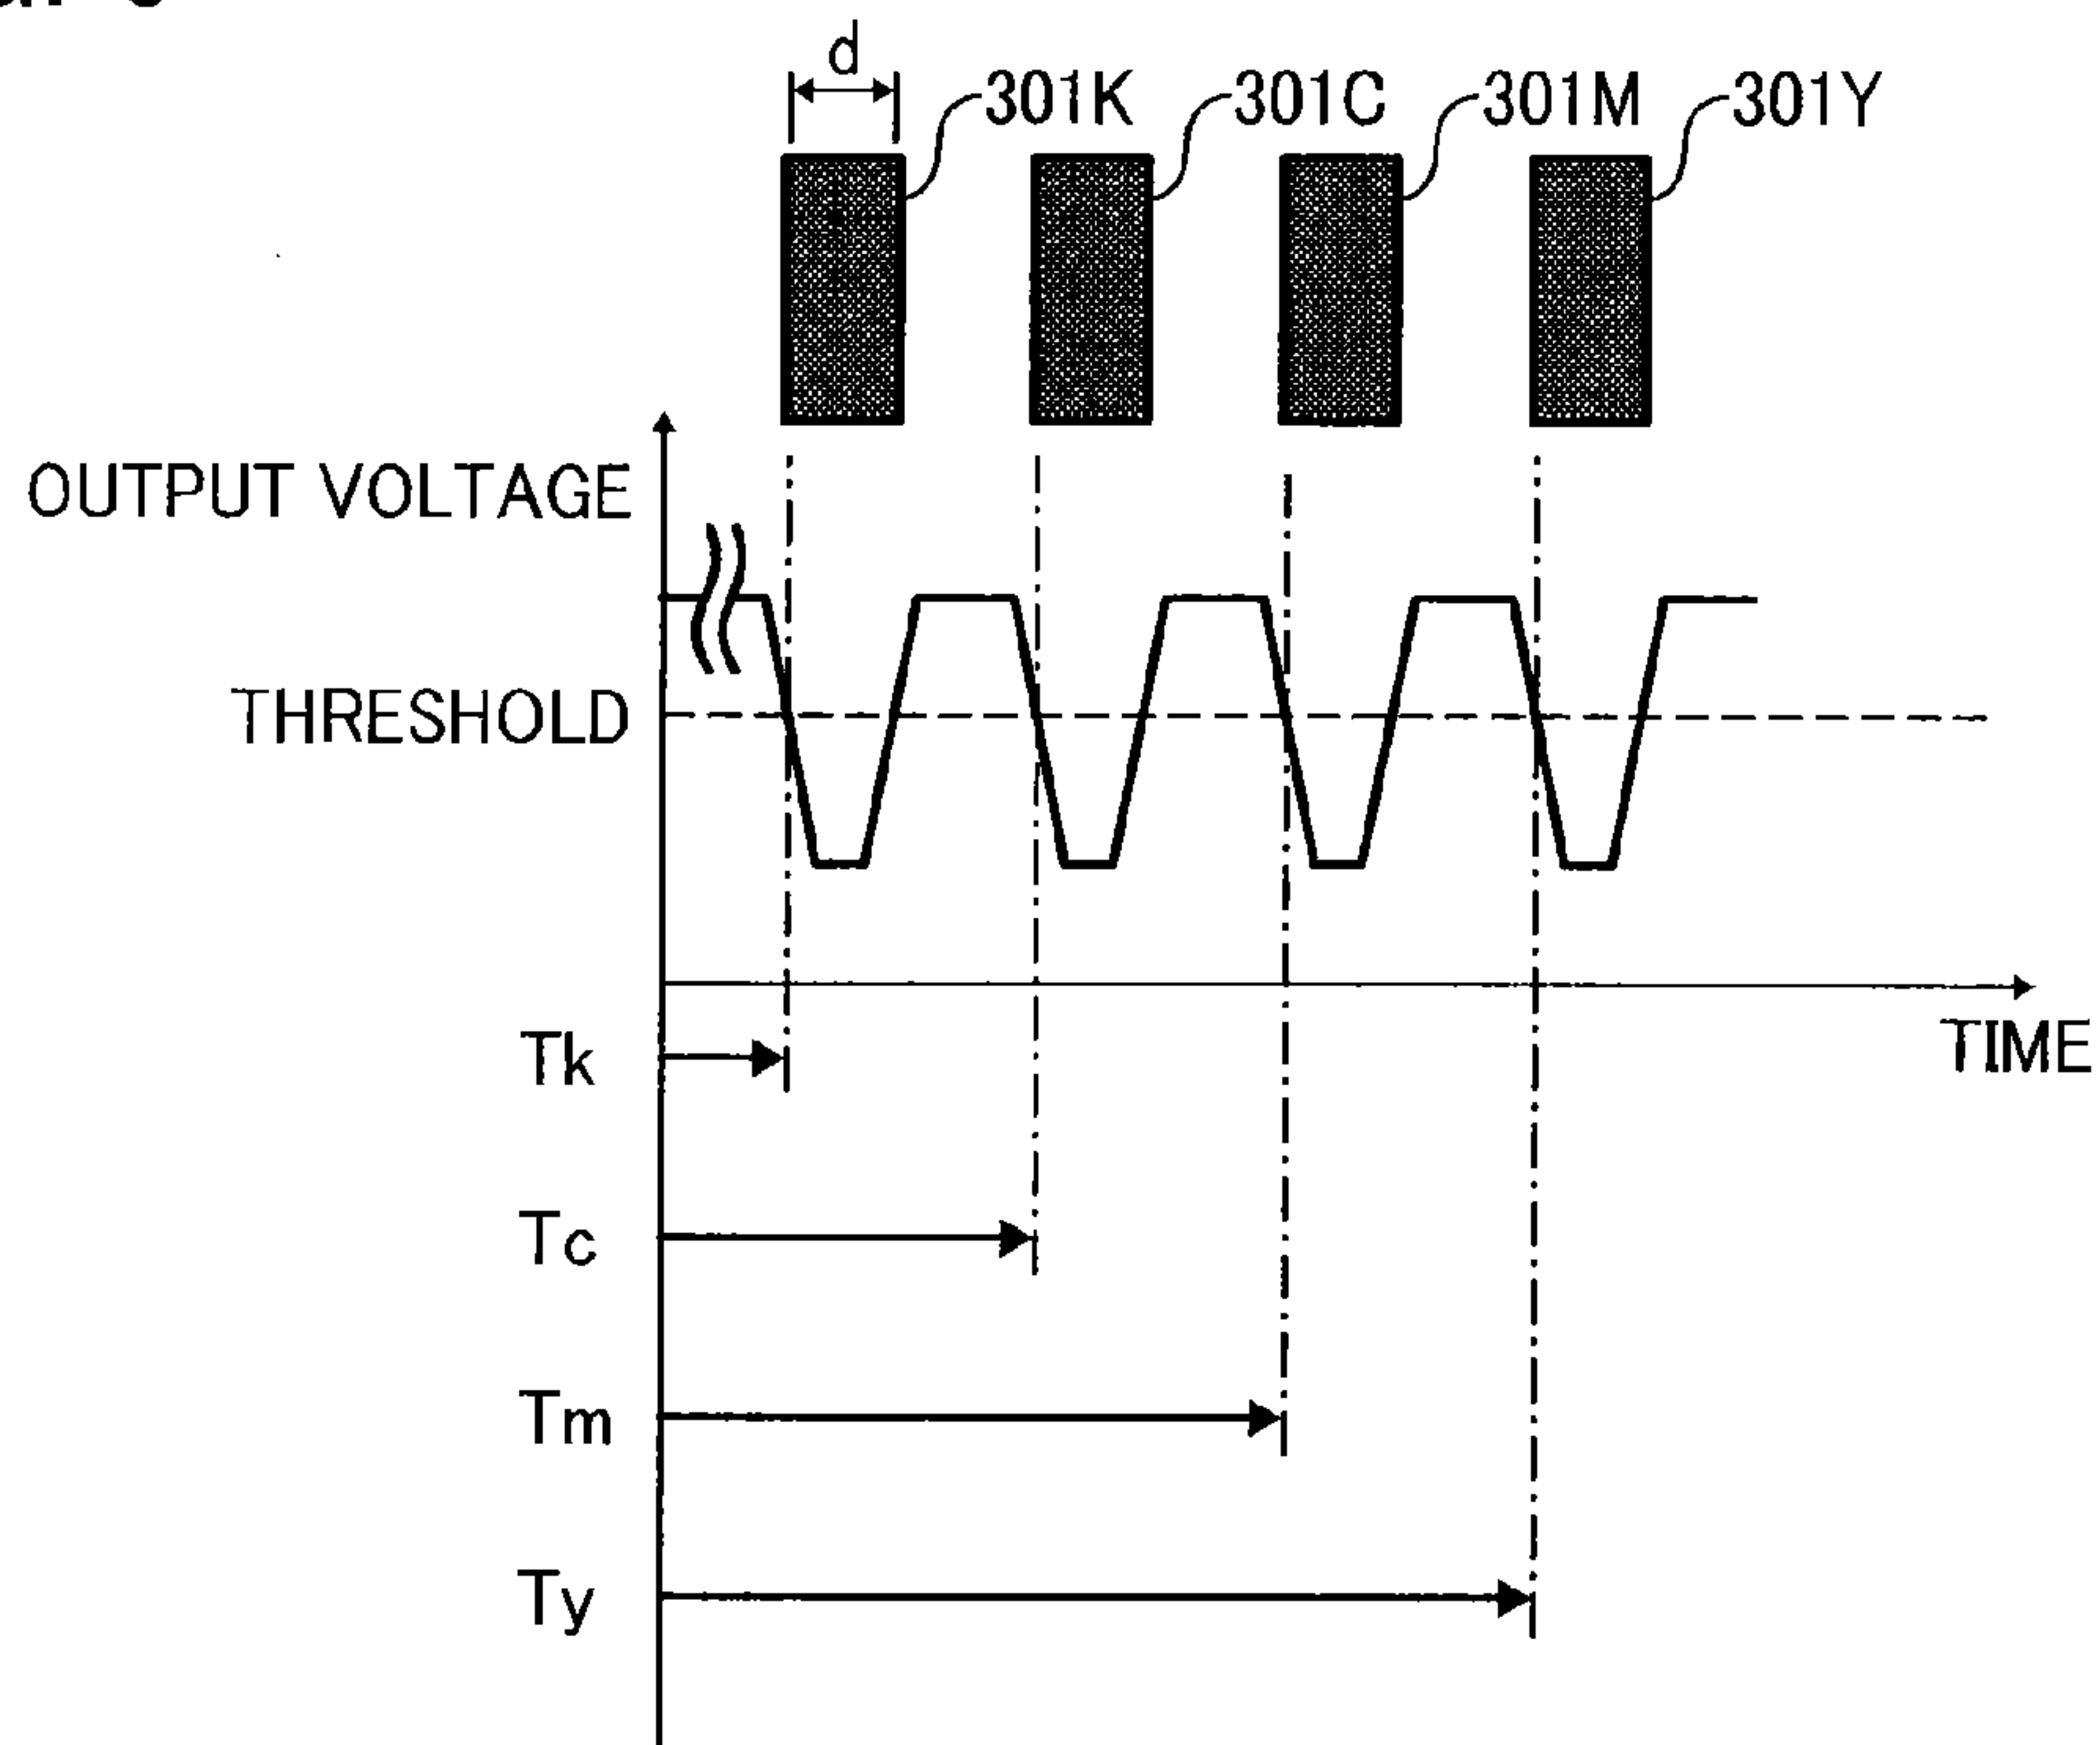 d
301K 301C 301M 301Y
OUTPUT VOLTAGE
THRESHOLD
TIME
Tk
Tc
Tm
Ty